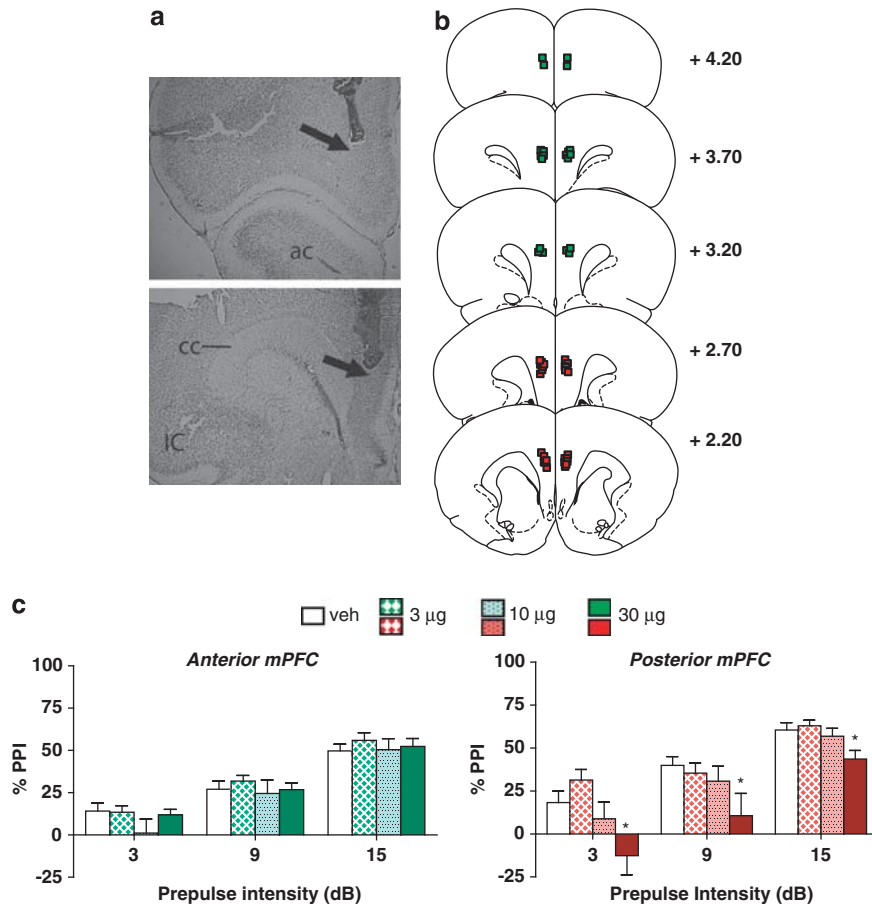 a
b
ac
cc
IC
+ 4.20
+ 3.70
+ 3.20
+ 2.70
+ 2.20
c
veh
3 µg
10 µg
30 µg
Anterior mPFC
100
75
50
25
0
-25
% PPI
3
9
15
Prepulse intensity (dB)
Posterior mPFC
100
75
50
25
0
-25
% PPI
*
*
*
3
9
15
Prepulse Intensity (dB)